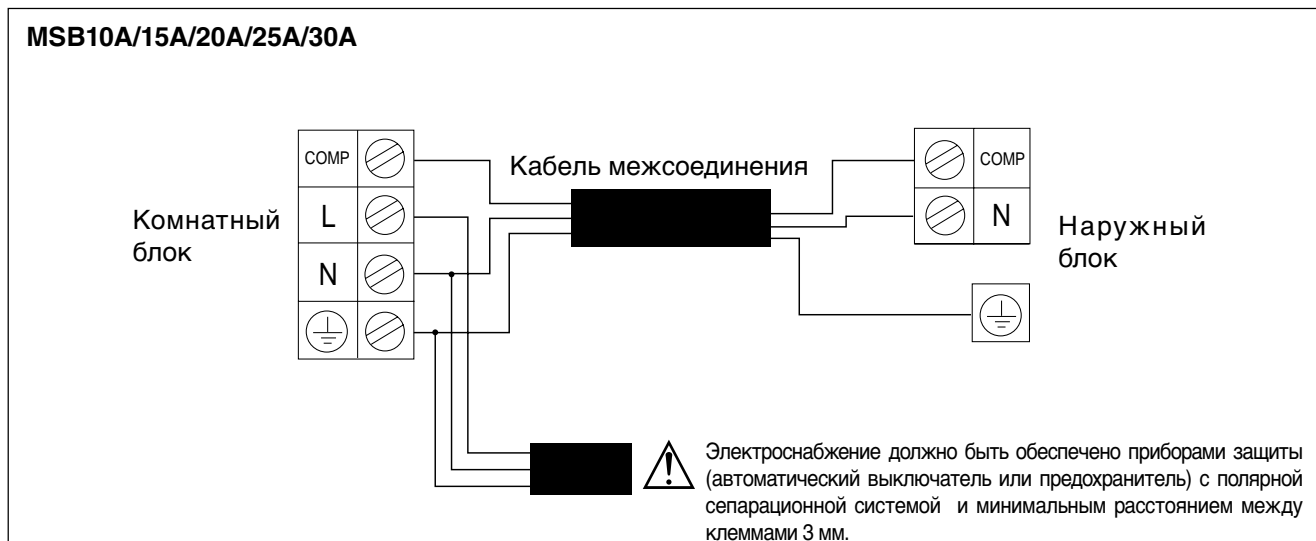 MSB10A/15A/20A/25A/30A
Кабель межсоединения
COMP
L
N
Комнатный
блок
COMP
N
Наружный
блок
Электроснабжение должно быть обеспечено приборами защиты
(автоматический выключатель или предохранитель) с полярной
сепарационной системой и минимальным расстоянием между
клеммами 3 мм.